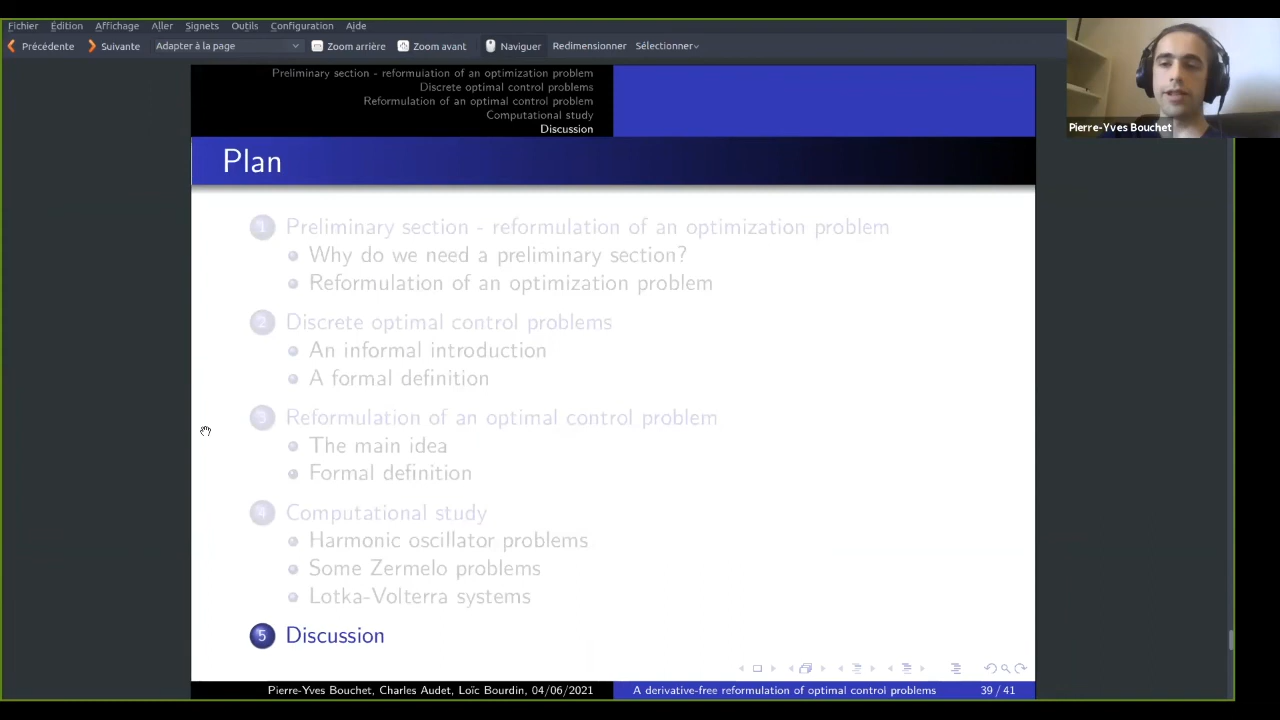 Fichier Édition Affichage Aller Signets Outils Configuration Aide
Précédente Suivante Adapter à la page Zoom arrière Zoom avant Naviguer Redimensionner Sélectionner
Preliminary section - reformulation of an optimization problem
Discrete optimal control problems
Reformulation of an optimal control problem
Computational study
Discussion
Pierre-Yves Bouchet
Plan
1 Preliminary section - reformulation of an optimization problem
Why do we need a preliminary section?
Reformulation of an optimization problem
2 Discrete optimal control problems
An informal introduction
A formal definition
3 Reformulation of an optimal control problem
The main idea
Formal definition
4 Computational study
Harmonic oscillator problems
Some Zermelo problems
Lotka-Volterra systems
5 Discussion
Pierre-Yves Bouchet, Charles Audet, Loïc Bourdin, 04/06/2021 A derivative-free reformulation of optimal control problems 39 / 41